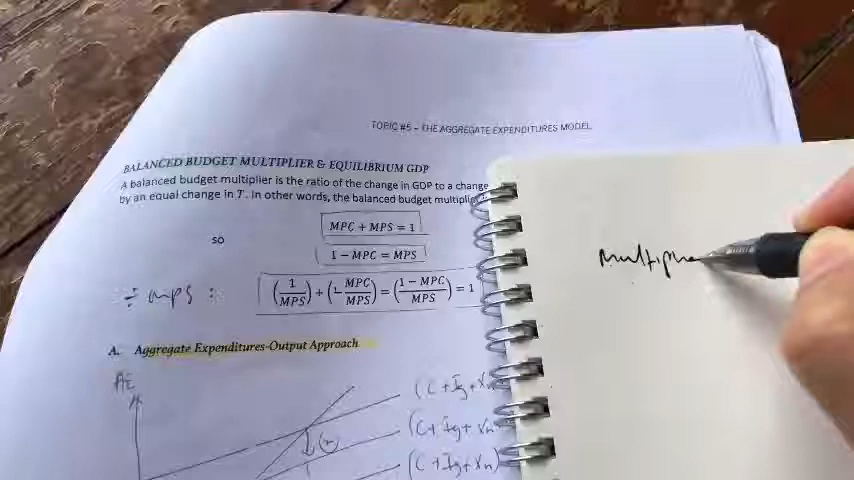 TOPIC #5 – THE AGGREGATE EXPENDITURES MODEL
BALANCED BUDGET MULTIPLIER & EQUILIBRIUM GDP
A balanced budget multiplier is the ratio of the change in GDP to a change
by an equal change in T. In other words, the balanced budget
MPC + MPS = 1
so
1 − MPC = MPS
÷ mps : (1/MPS) + (- MPC/MPS) = (1 − MPC/MPS) = 1
A. Aggregate Expenditures-Output Approach
AE
(C + Ig + Xn
(C + Ig + Xn
(C + Ig + Xn)